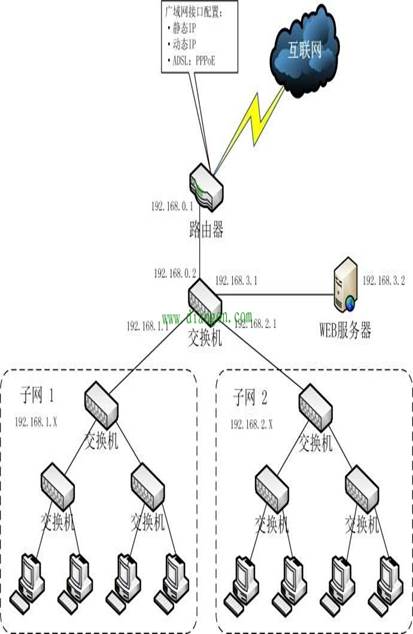 广域网接口配置：
· 静态IP
· 动态IP
· ADSL：PPPoE
互联网
192.168.0.1
路由器
192.168.0.2
192.168.3.1
192.168.3.2
192.168.1.1
192.168.2.1
交换机
WEB服务器
子网 1
192.168.1.X
交换机
交换机
交换机
子网 2
192.168.2.X
交换机
交换机
交换机